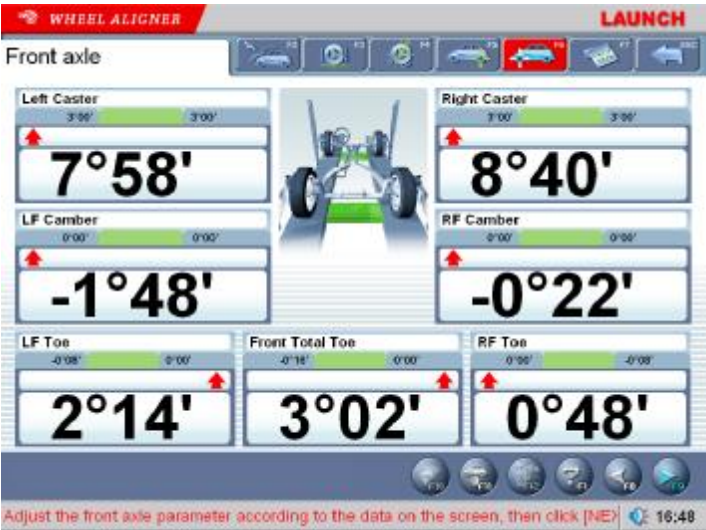 WHEEL ALIGNER
LAUNCH
Front axle
Left Caster
3°00' 3°00'
7°58'
Right Caster
3°00' 3°00'
8°40'
LF Camber
0°00' 0°00'
-1°48'
RF Camber
0°00' 0°00'
-0°22'
LF Toe
-0°08' 0°00'
2°14'
Front Total Toe
-0°16' 0°00'
3°02'
RF Toe
0°00' -0°08'
0°48'
F8
F9
Adjust the front axle parameter according to the data on the screen, then click [NE
16:48